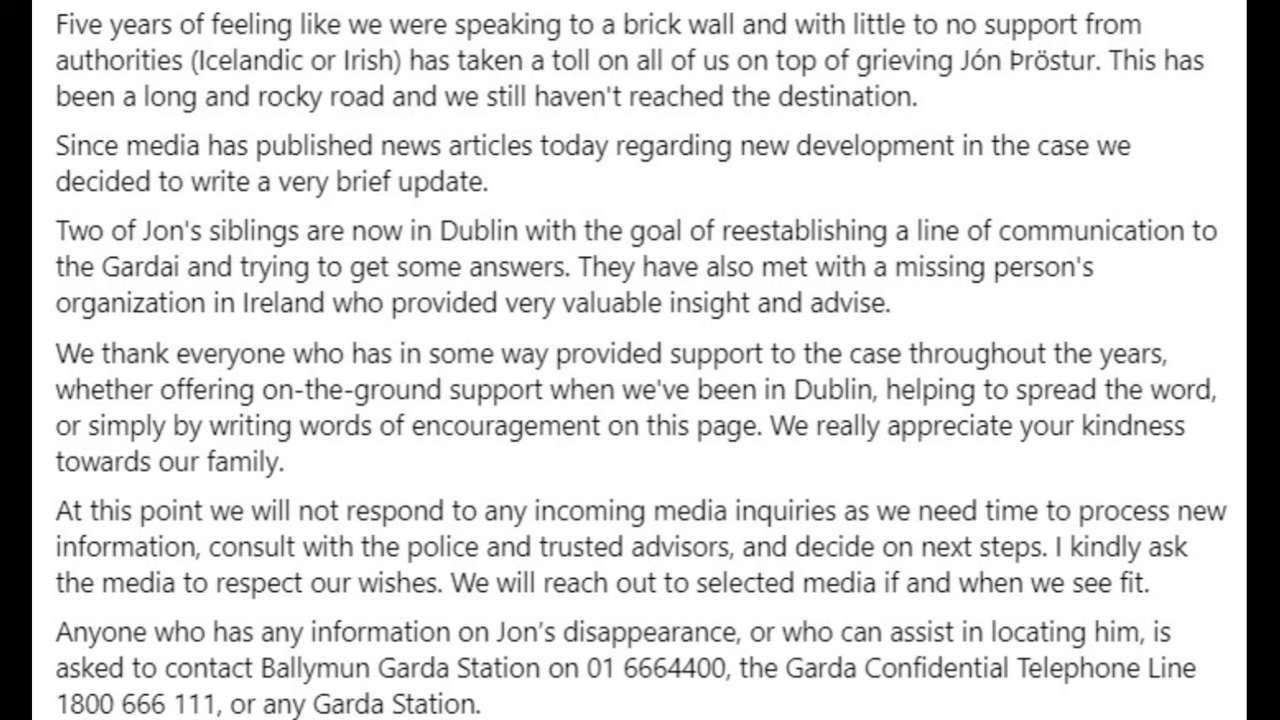 Five years of feeling like we were speaking to a brick wall and with little to no support from
authorities (Icelandic or Irish) has taken a toll on all of us on top of grieving Jón Þröstur. This has
been a long and rocky road and we still haven't reached the destination.
Since media has published news articles today regarding new development in the case we
decided to write a very brief update.
Two of Jon's siblings are now in Dublin with the goal of reestablishing a line of communication to
the Gardai and trying to get some answers. They have also met with a missing person's
organization in Ireland who provided very valuable insight and advise.
We thank everyone who has in some way provided support to the case throughout the years,
whether offering on-the-ground support when we've been in Dublin, helping to spread the word,
or simply by writing words of encouragement on this page. We really appreciate your kindness
towards our family.
At this point we will not respond to any incoming media inquiries as we need time to process new
information, consult with the police and trusted advisors, and decide on next steps. I kindly ask
the media to respect our wishes. We will reach out to selected media if and when we see fit.
Anyone who has any information on Jon's disappearance, or who can assist in locating him, is
asked to contact Ballymun Garda Station on 01 6664400, the Garda Confidential Telephone Line
1800 666 111, or any Garda Station.